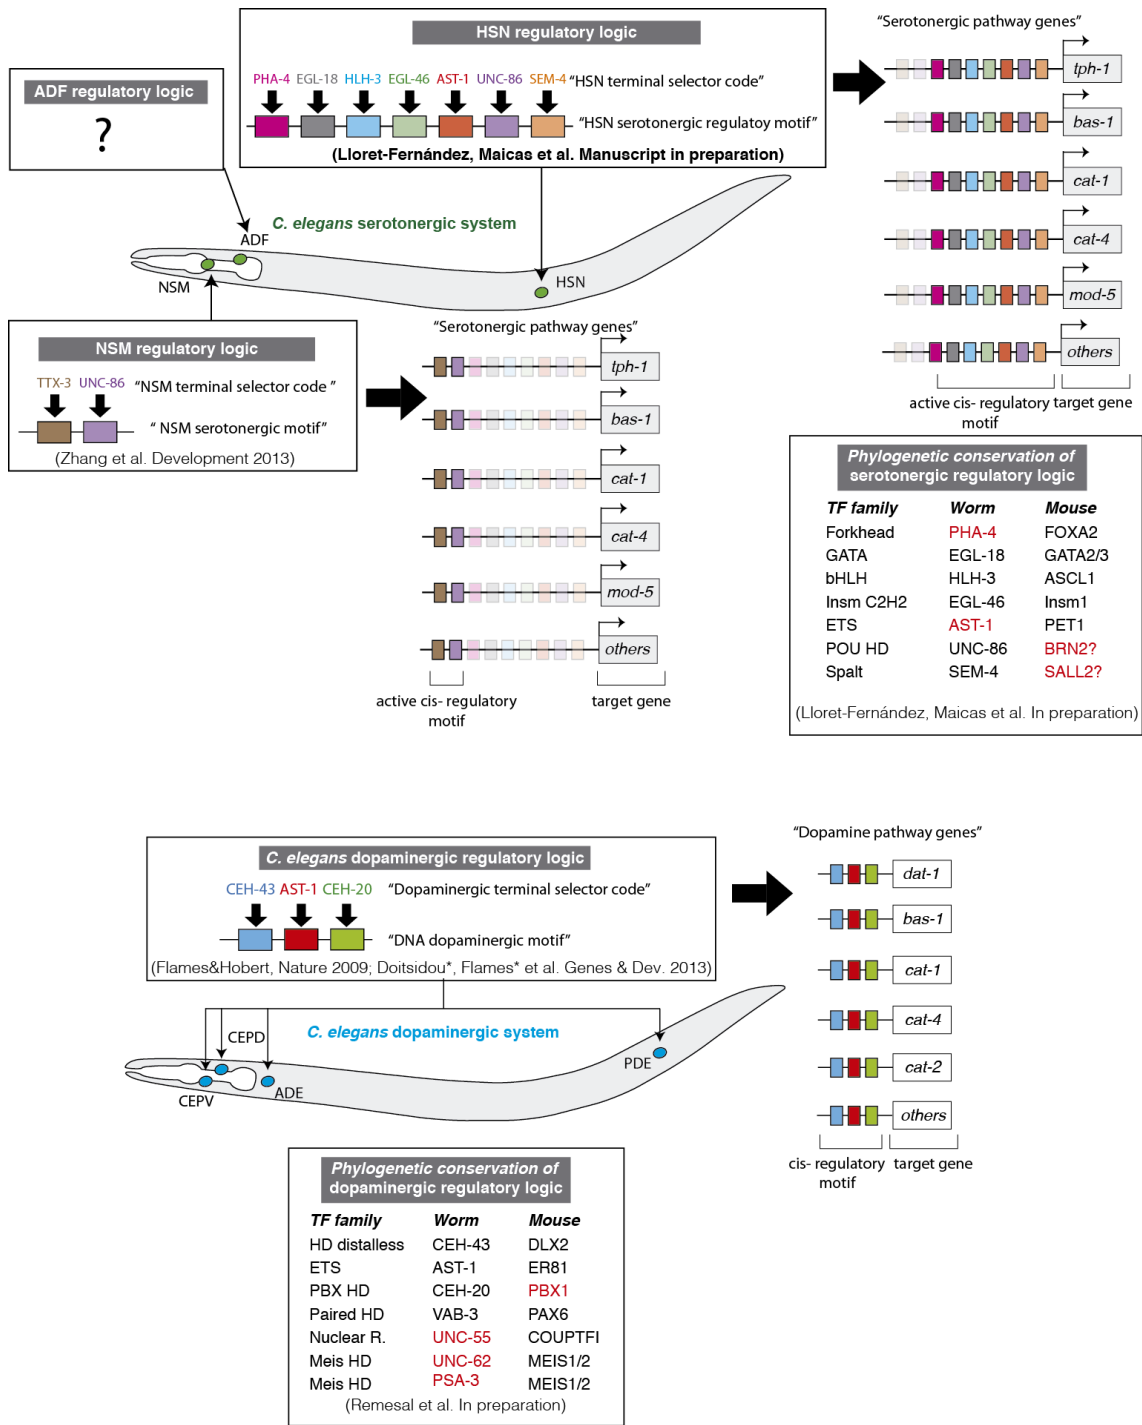 HSN regulatory logic
PHA-4 EGL-18 HLH-3 EGL-46 AST-1 UNC-86 SEM-4 “HSN terminal selector code”
“HSN serotonergic regulatoy motif”
(Lloret-Fernández, Maicas et al. Manuscript in preparation)
“Serotonergic pathway genes”
tph-1
bas-1
cat-1
cat-4
mod-5
others
active cis- regulatory target gene
motif
ADF regulatory logic
?
C. elegans serotonergic system
ADF
NSM
HSN
NSM regulatory logic
TTX-3 UNC-86 “NSM terminal selector code ”
“ NSM serotonergic motif”
(Zhang et al. Development 2013)
“Serotonergic pathway genes”
tph-1
bas-1
cat-1
cat-4
mod-5
others
active cis- regulatory target gene
motif
Phylogenetic conservation of
serotonergic regulatory logic
TF family Worm Mouse
Forkhead PHA-4 FOXA2
GATA EGL-18 GATA2/3
bHLH HLH-3 ASCL1
Insm C2H2 EGL-46 Insm1
ETS AST-1 PET1
POU HD UNC-86 BRN2?
Spalt SEM-4 SALL2?
(Lloret-Fernández, Maicas et al. In preparation)
C. elegans dopaminergic regulatory logic
CEH-43 AST-1 CEH-20 “Dopaminergic terminal selector code”
“DNA dopaminergic motif”
(Flames&Hobert, Nature 2009; Doitsidou*, Flames* et al. Genes & Dev. 2013)
“Dopamine pathway genes”
dat-1
bas-1
cat-1
cat-4
cat-2
others
cis- regulatory target gene
motif
C. elegans dopaminergic system
CEPD
CEPV
ADE
PDE
Phylogenetic conservation of
dopaminergic regulatory logic
TF family Worm Mouse
HD distalless CEH-43 DLX2
ETS AST-1 ER81
PBX HD CEH-20 PBX1
Paired HD VAB-3 PAX6
Nuclear R. UNC-55 COUPTFI
Meis HD UNC-62 MEIS1/2
Meis HD PSA-3 MEIS1/2
(Remesal et al. In preparation)